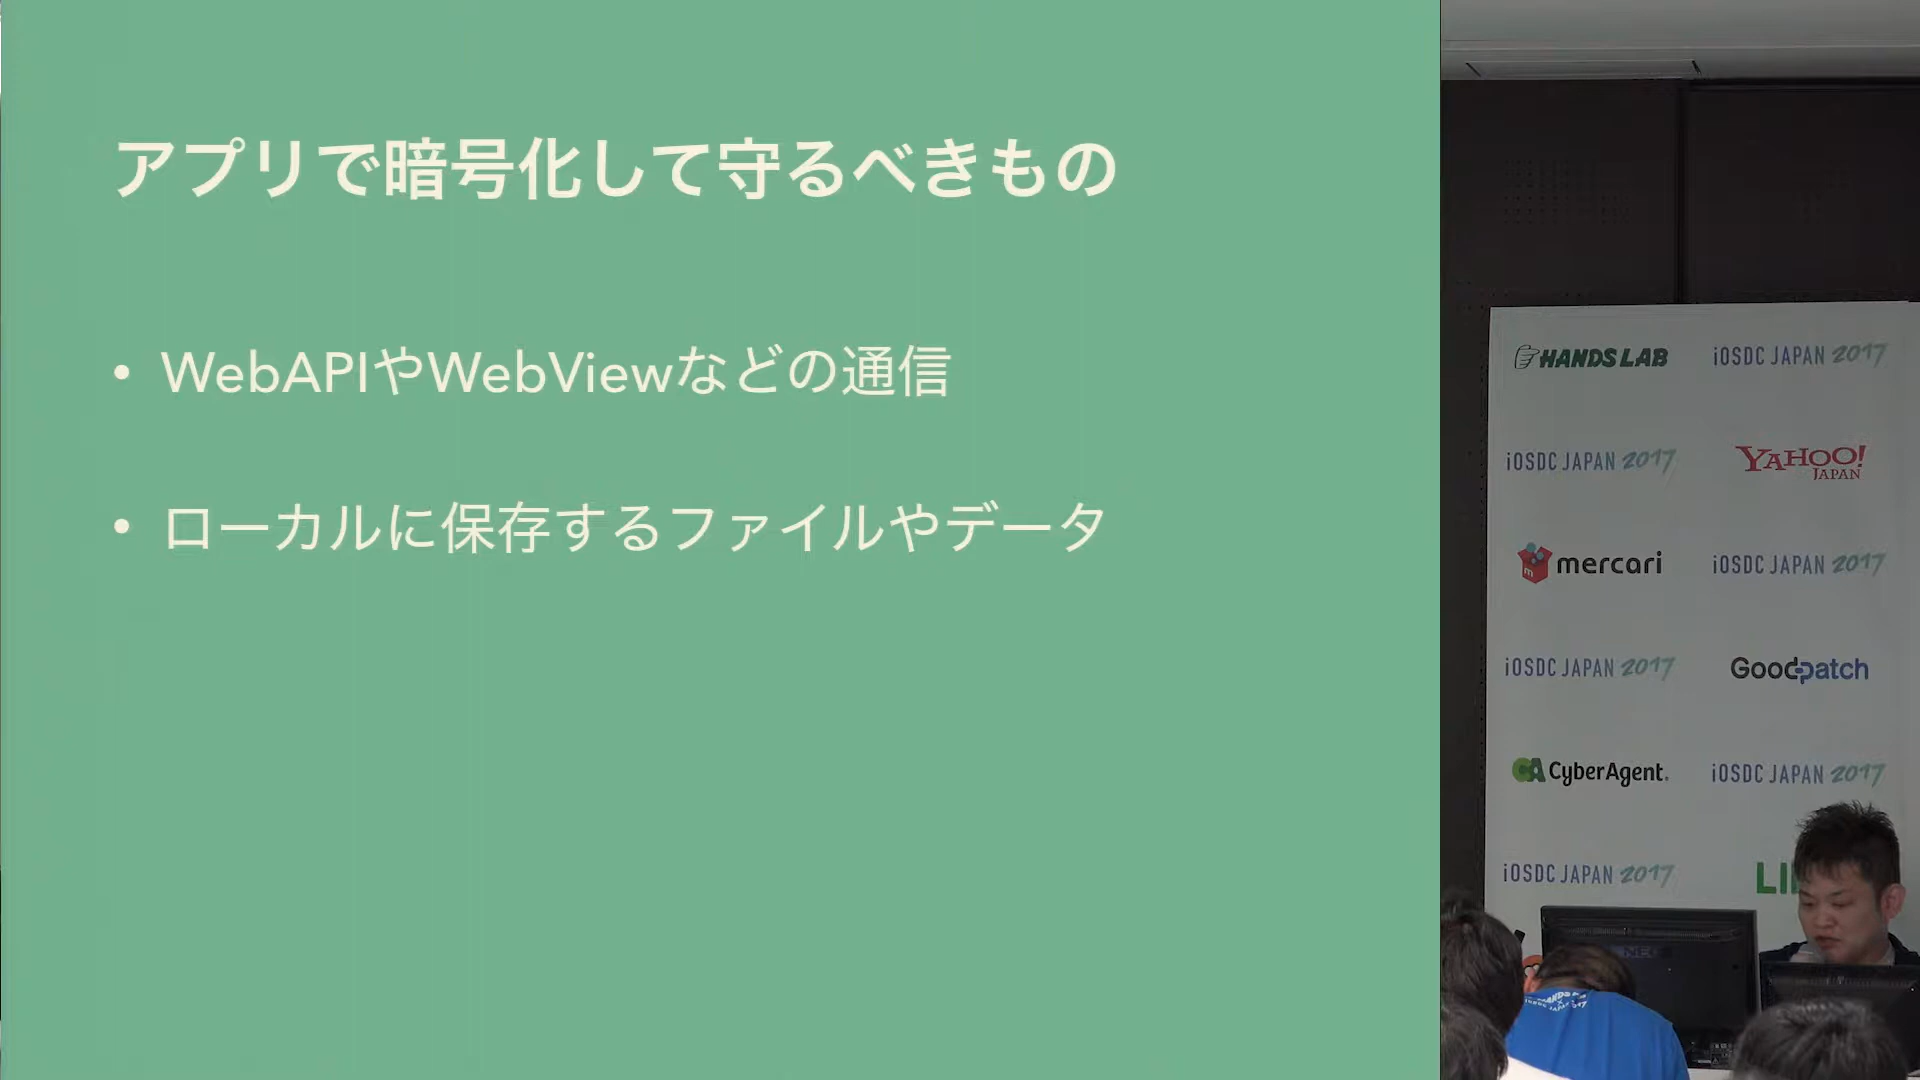 アプリで暗号化して守るべきもの
• WebAPIやWebViewなどの通信
• ローカルに保存するファイルやデータ
HANDS LAB iOSDC JAPAN 2017
iOSDC JAPAN 2017 YAHOO! JAPAN
mercari iOSDC JAPAN 2017
iOSDC JAPAN 2017 Goodpatch
CyberAgent. iOSDC JAPAN 2017
iOSDC JAPAN 2017
NEC